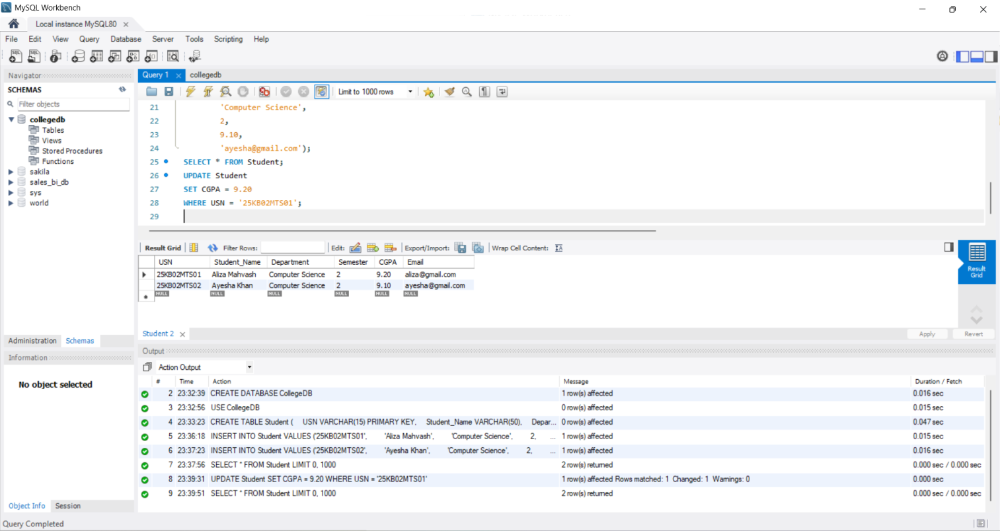 MySQL Workbench
Local instance MySQL80
File Edit View Query Database Server Tools Scripting Help
Navigator
SCHEMAS
Filter objects
collegedb
Tables
Views
Stored Procedures
Functions
sakila
sales_bi_db
sys
world
Administration Schemas
Information
No object selected
Object Info Session
Query 1 collegedb
Limit to 1000 rows
21 'Computer Science',
22 2,
23 9.10,
24 'ayesha@gmail.com');
25 SELECT * FROM Student;
26 UPDATE Student
27 SET CGPA = 9.20
28 WHERE USN = '25KB02MTS01';
29
Result Grid Filter Rows: Edit: Export/Import: Wrap Cell Content:
USN Student_Name Department Semester CGPA Email
25KB02MTS01 Aliza Mahvash Computer Science 2 9.20 aliza@gmail.com
25KB02MTS02 Ayesha Khan Computer Science 2 9.10 ayesha@gmail.com
NULL NULL NULL NULL NULL NULL
Result
Grid
Student 2
Apply Revert
Output
Action Output
# Time Action Message Duration / Fetch
2 23:32:39 CREATE DATABASE CollegeDB 1 row(s) affected 0.016 sec
3 23:32:56 USE CollegeDB 0 row(s) affected 0.015 sec
4 23:33:23 CREATE TABLE Student ( USN VARCHAR(15) PRIMARY KEY, Student_Name VARCHAR(50), Depar... 0 row(s) affected 0.047 sec
5 23:36:18 INSERT INTO Student VALUES ('25KB02MTS01', 'Aliza Mahvash', 'Computer Science', 2, ... 1 row(s) affected 0.015 sec
6 23:37:23 INSERT INTO Student VALUES ('25KB02MTS02', 'Ayesha Khan', 'Computer Science', 2, ... 1 row(s) affected 0.016 sec
7 23:37:56 SELECT * FROM Student LIMIT 0, 1000 2 row(s) returned 0.000 sec / 0.000 sec
8 23:39:31 UPDATE Student SET CGPA = 9.20 WHERE USN = '25KB02MTS01' 1 row(s) affected Rows matched: 1 Changed: 1 Warnings: 0 0.000 sec
9 23:39:51 SELECT * FROM Student LIMIT 0, 1000 2 row(s) returned 0.000 sec / 0.000 sec
Query Completed